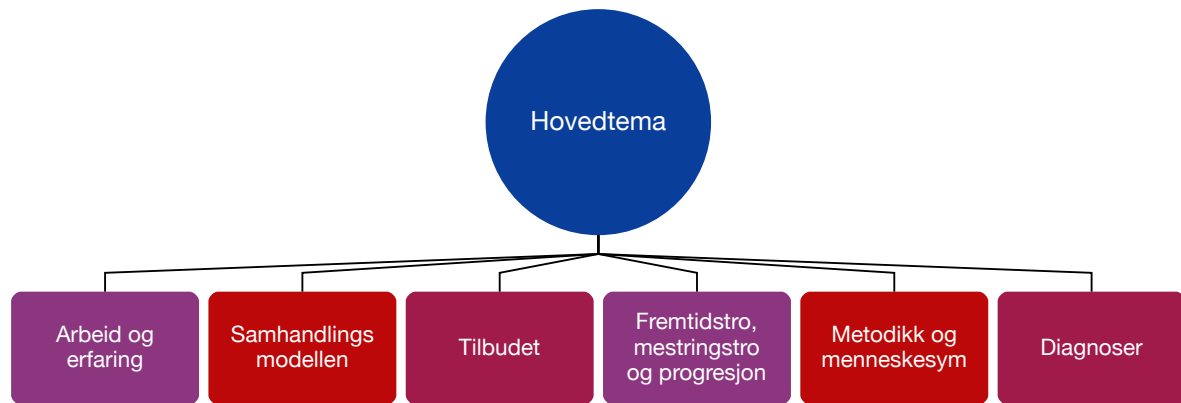 Hovedtema
Arbeid og
erfaring
Samhandlings
modellen
Tilbudet
Fremtidstro,
mestringstro
og progresjon
Metodikk og
menneskesym
Diagnoser